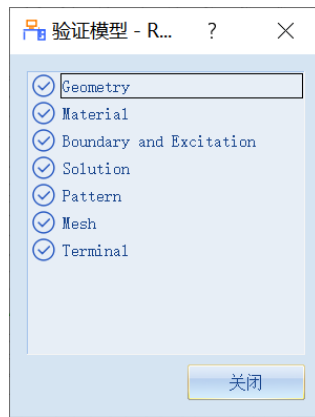 验证模型 - R... ?
Geometry
Material
Boundary and Excitation
Solution
Pattern
Mesh
Terminal
关闭